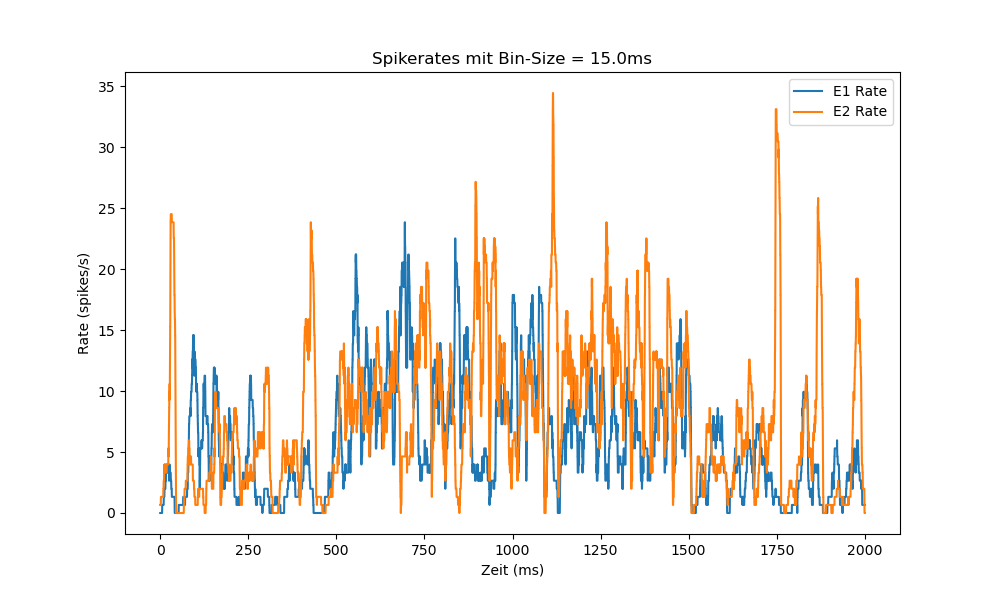 Spikerates mit Bin-Size = 15.0ms
E1 Rate
E2 Rate
Rate (spikes/s)
35
30
25
20
15
10
5
0
0 250 500 750 1000 1250 1500 1750 2000
Zeit (ms)